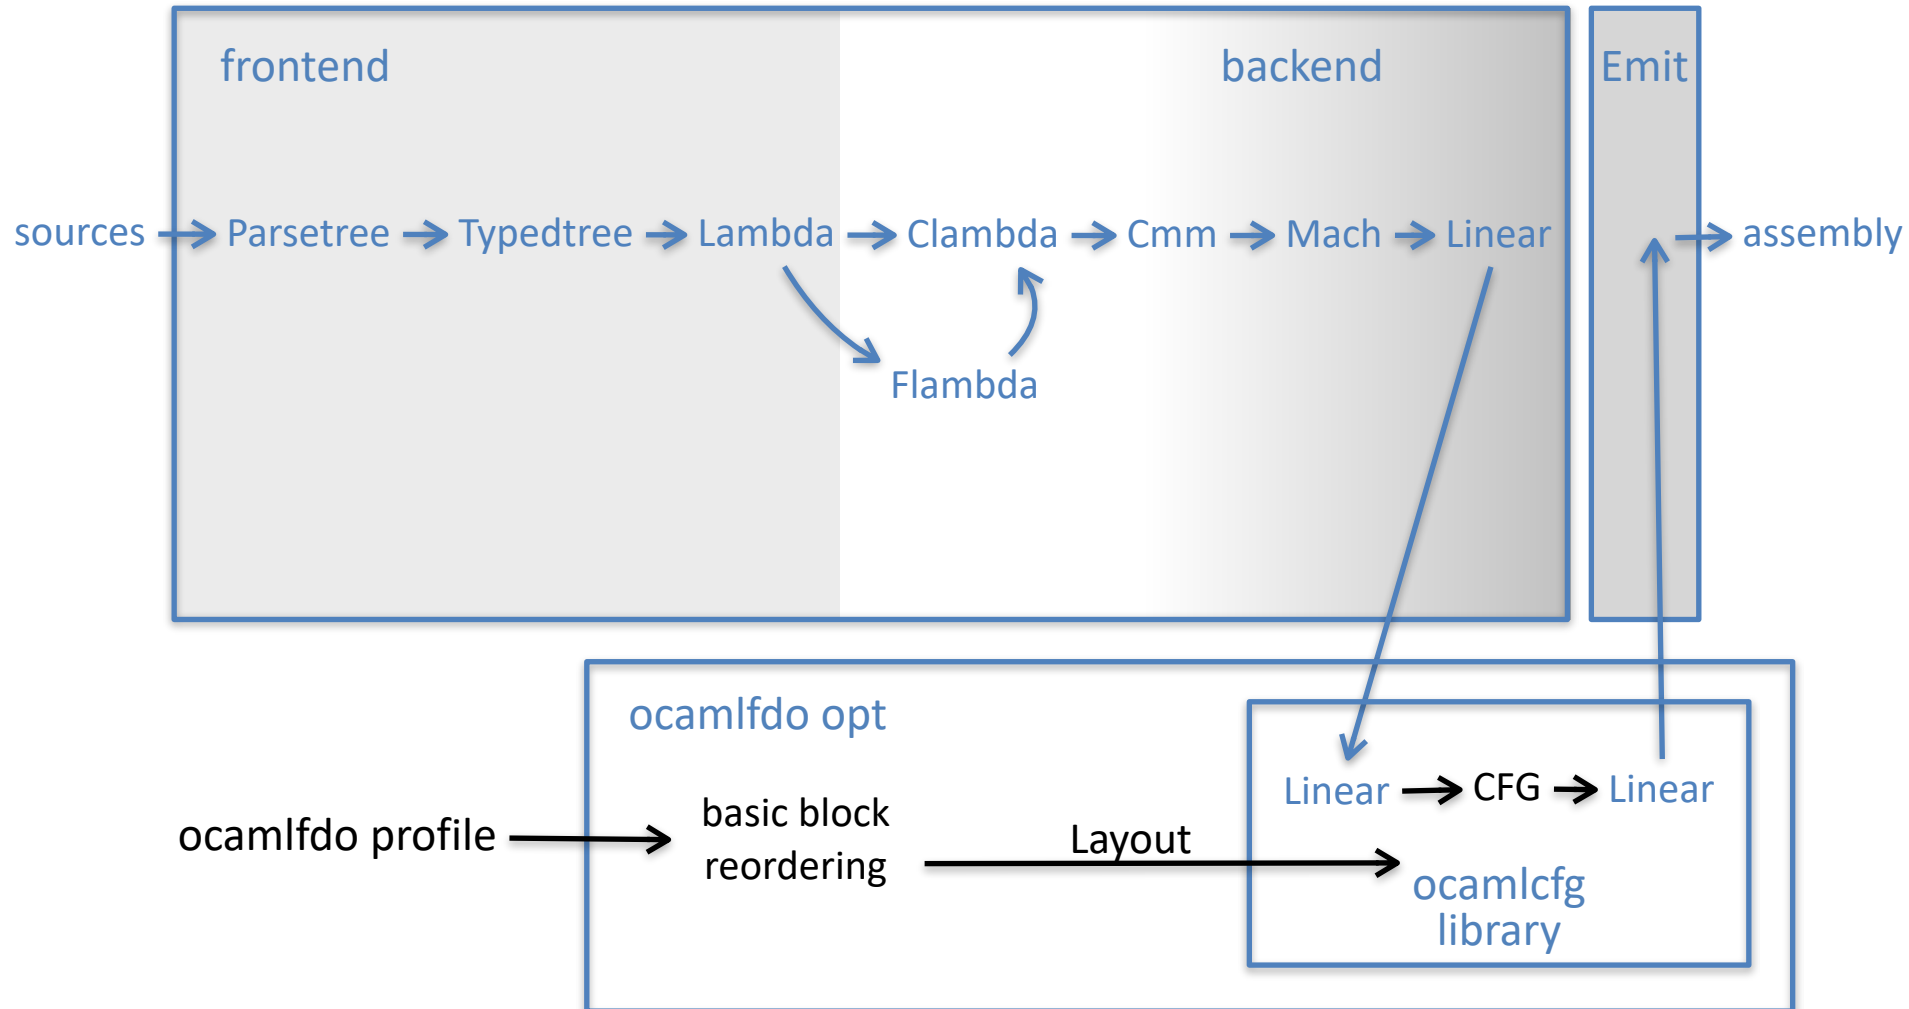 frontend
backend
Emit
sources
Parsetree
Typedtree
Lambda
Clambda
Cmm
Mach
Linear
assembly
Flambda
ocamlfdo opt
Linear
CFG
Linear
ocamlfdo profile
basic block
reordering
Layout
ocamlcfg
library